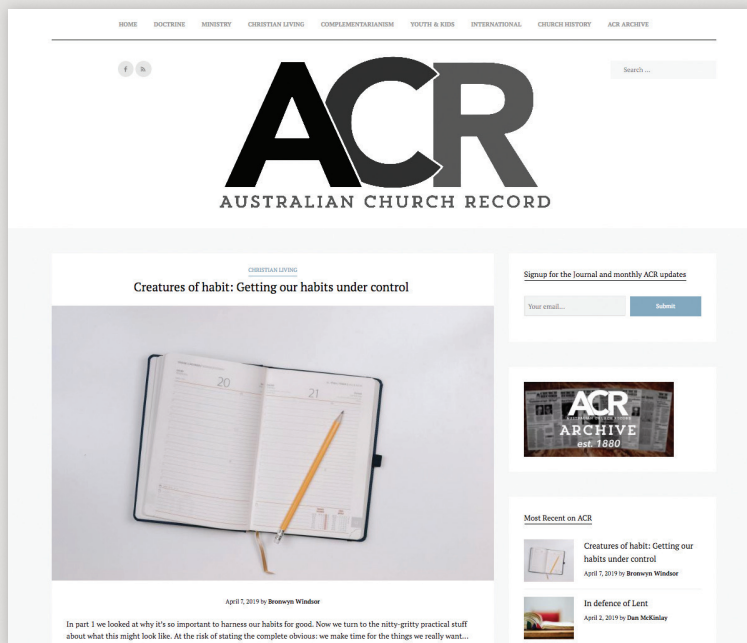 HOME DOCTRINE MINISTRY CHRISTIAN LIVING COMPLEMENTARIANISM YOUTH & KIDS INTERNATIONAL CHURCH HISTORY ACR ARCHIVE
Search ...
ACR
AUSTRALIAN CHURCH RECORD
CHRISTIAN LIVING
Creatures of habit: Getting our habits under control
20
21
April 7, 2019 by Bronwyn Windsor
In part 1 we looked at why it's so important to harness our habits for good. Now we turn to the nitty-gritty practical stuff
about what this might look like. At the risk of stating the complete obvious: we make time for the things we really want...
Signup for the Journal and monthly ACR updates
Your email...
Submit
ACR
AUSTRALIAN CHURCH RECORD
ARCHIVE
est. 1880
Most Recent on ACR
Creatures of habit: Getting our
habits under control
April 7, 2019 by Bronwyn Windsor
In defence of Lent
April 2, 2019 by Dan McKinlay